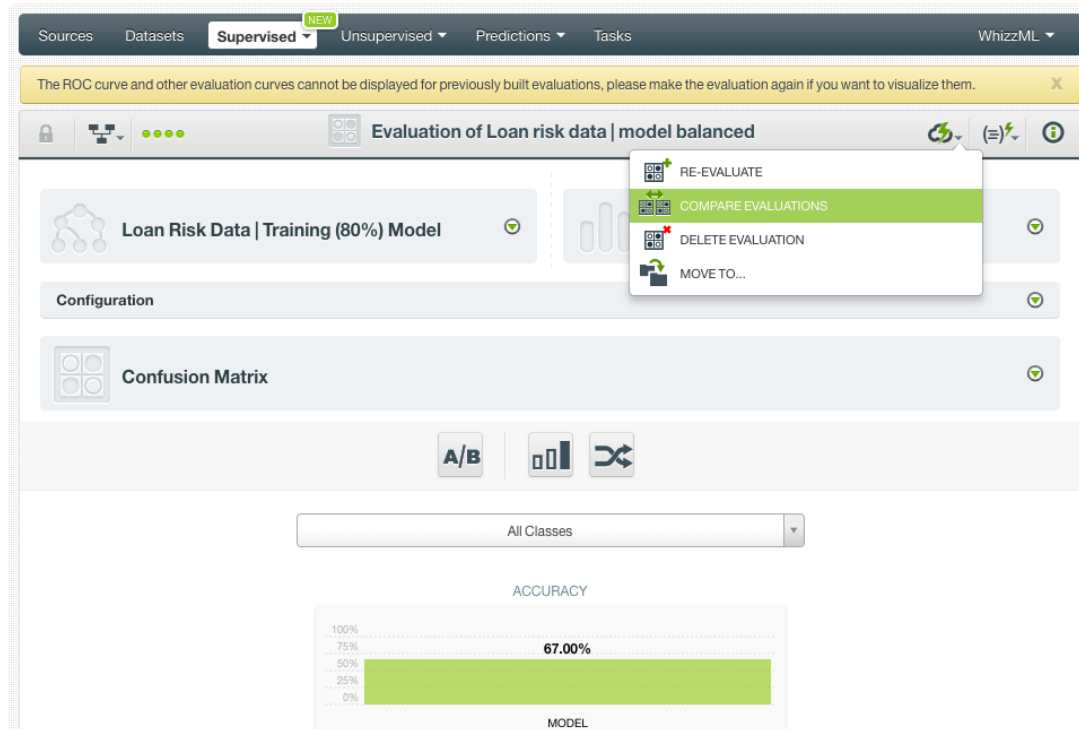 NEW
Sources Datasets Supervised Unsupervised Predictions Tasks WhizzML
The ROC curve and other evaluation curves cannot be displayed for previously built evaluations, please make the evaluation again if you want to visualize them. X
Evaluation of Loan risk data | model balanced
RE-EVALUATE
COMPARE EVALUATIONS
DELETE EVALUATION
MOVE TO...
Loan Risk Data | Training (80%) Model
Configuration
Confusion Matrix
A/B
All Classes
ACCURACY
100%
75%
67.00%
50%
25%
0%
MODEL